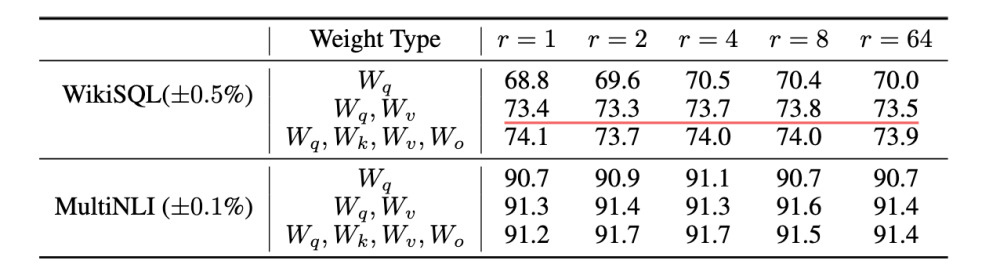 Weight Type r = 1 r = 2 r = 4 r = 8 r = 64
WikiSQL(±0.5%) W_q 68.8 69.6 70.5 70.4 70.0
W_q, W_v 73.4 73.3 73.7 73.8 73.5
W_q, W_k, W_v, W_o 74.1 73.7 74.0 74.0 73.9
MultiNLI (±0.1%) W_q 90.7 90.9 91.1 90.7 90.7
W_q, W_v 91.3 91.4 91.3 91.6 91.4
W_q, W_k, W_v, W_o 91.2 91.7 91.7 91.5 91.4